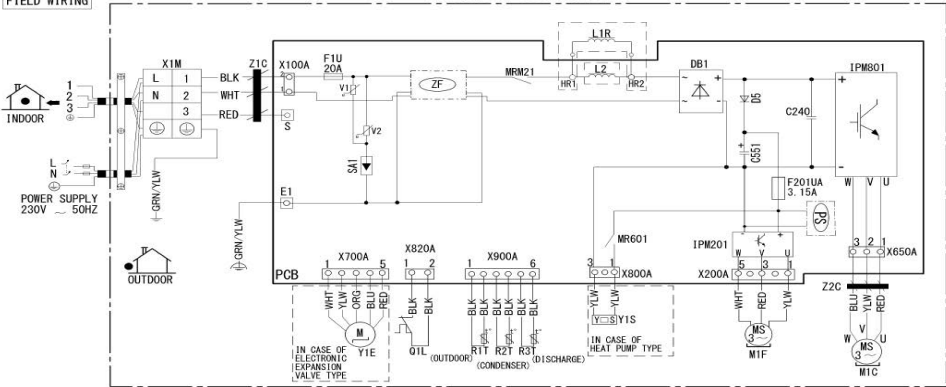 FIELD WIRING
INDOOR
1
2
3
L
N
POWER SUPPLY
230V ~ 50HZ
OUTDOOR
X1M
L 1
N 2
3
GRN/YLW
BLK
WHT
RED
Z1C
X100A
2
1
S
E1
GRN/YLW
PCB
F1U
20A
V1
V2
SA1
ZF
MRM21
L1R
L2
HR1
HR2
DB1
~ +
~ -
D5
C551
+
C240
IPM801
+
-
W V U
F201UA
3.15A
PS
IPM201
- +
W V U
MR601
X700A
1 5
WHT
YLW
ORG
BLU
RED
M
Y1E
IN CASE OF
ELECTRONIC
EXPANSION
VALVE TYPE
X820A
1 2
BLK
BLK
Q1L
X900A
1 6
BLK
BLK
BLK
BLK
BLK
BLK
R1T
R2T
R3T
(OUTDOOR)
(CONDENSER)
(DISCHARGE)
3 1
X800A
YLW
YLW
Y S
Y1S
IN CASE OF
HEAT PUMP TYPE
X200A
5 3 1
WHT
RED
YLW
MS
3~
M1F
3 2 1
X650A
Z2C
BLU
YLW
RED
W V U
MS
3~
M1C